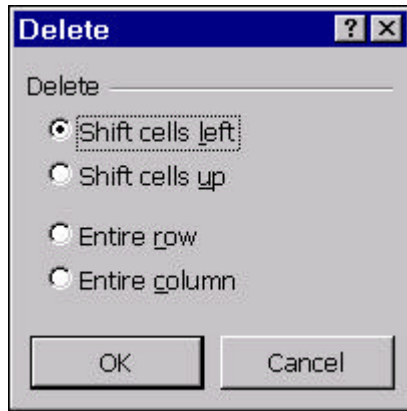 Delete
Delete
Shift cells left
Shift cells up
Entire row
Entire column
OK Cancel